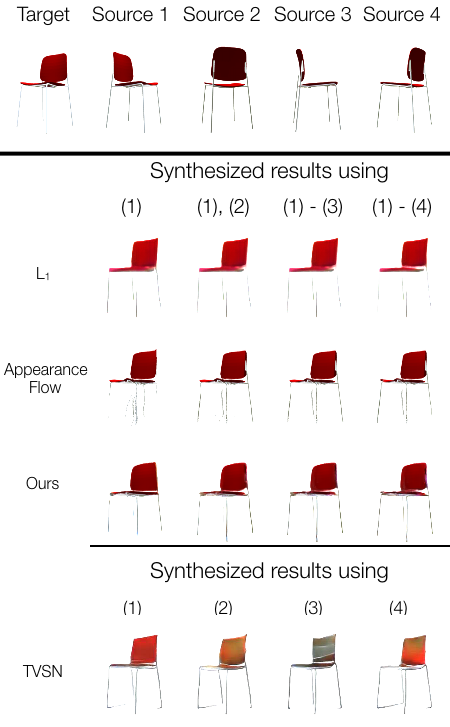 Target Source 1 Source 2 Source 3 Source 4
Synthesized results using
(1) (1), (2) (1) - (3) (1) - (4)
L₁
Appearance
Flow
Ours
Synthesized results using
(1) (2) (3) (4)
TVSN